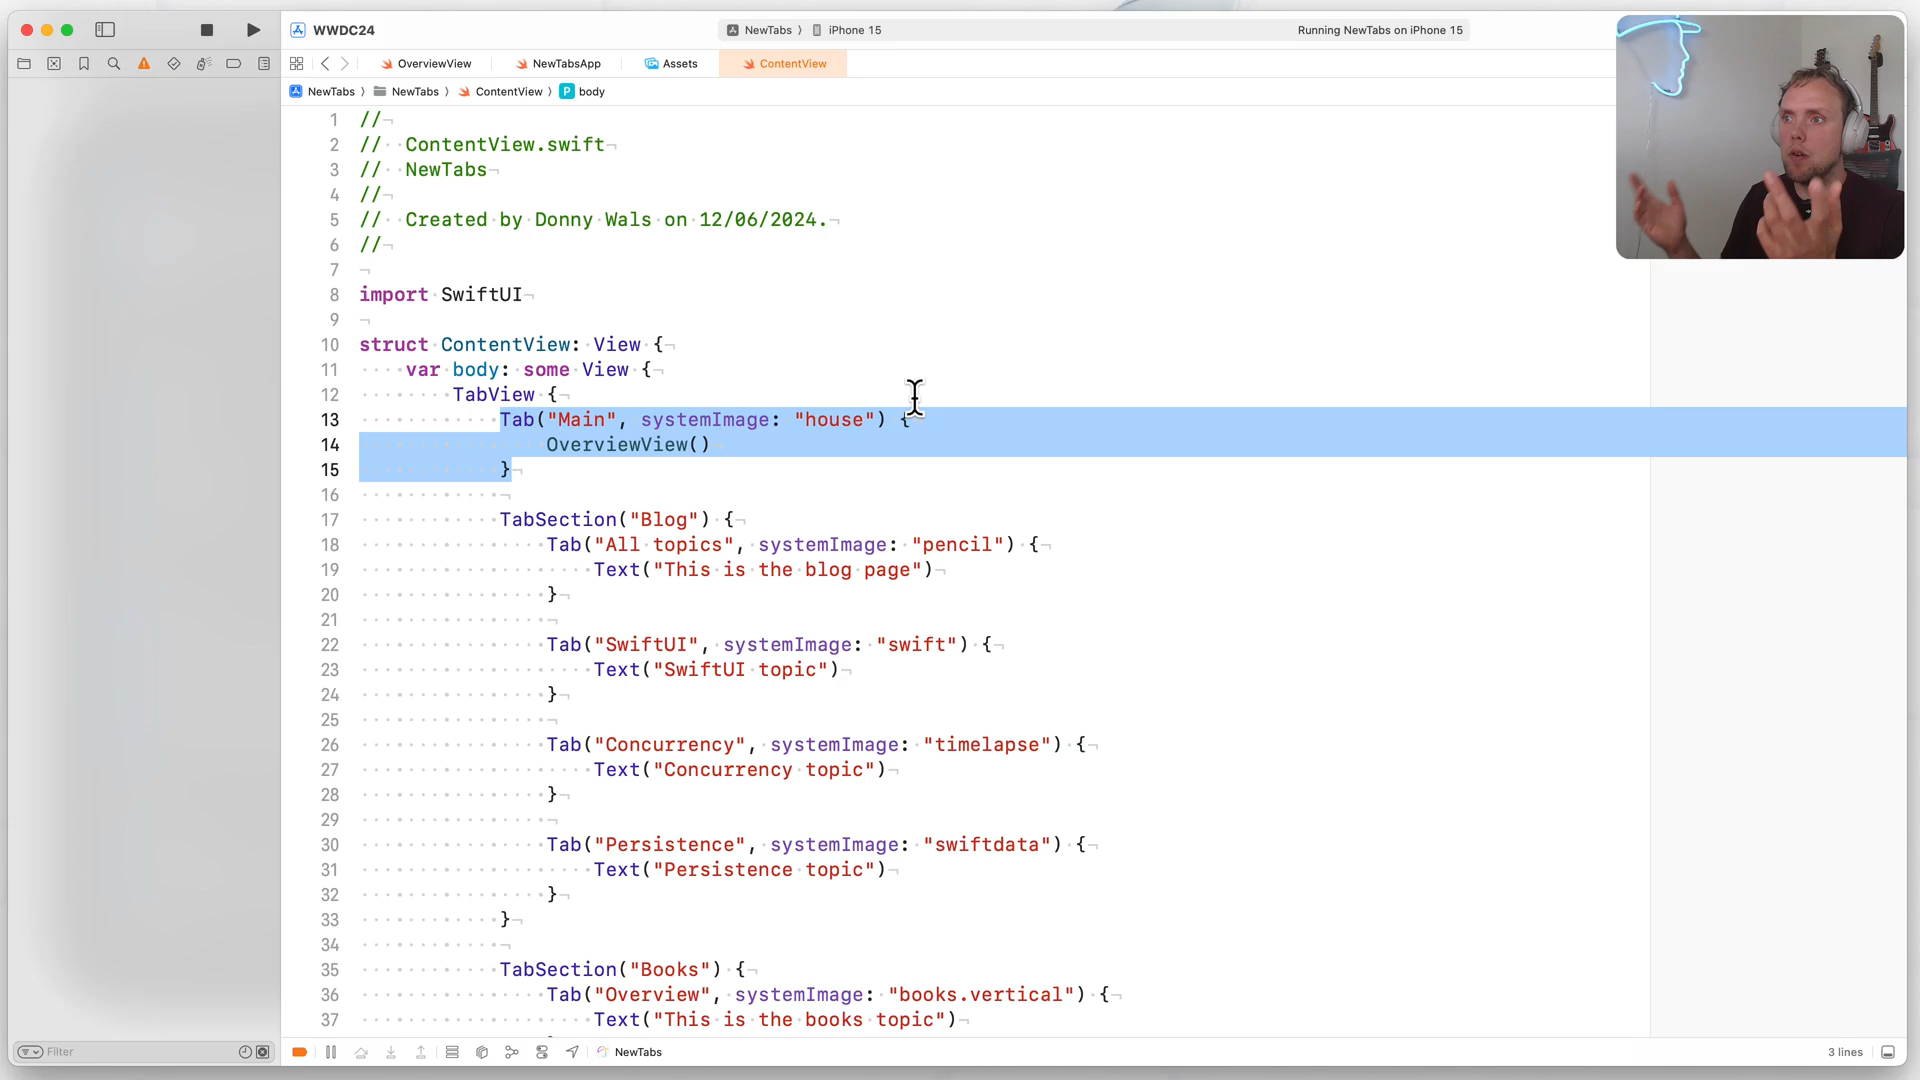 WWDC24
NewTabs
iPhone 15
Running NewTabs on iPhone 15
OverviewView
NewTabsApp
Assets
ContentView
NewTabs
NewTabs
ContentView
P body
1 //
2 //  ContentView.swift
3 //  NewTabs
4 //
5 //  Created by Donny Wals on 12/06/2024.
6 //
7
8 import SwiftUI
9
10 struct ContentView: View {
11     var body: some View {
12         TabView {
13             Tab("Main", systemImage: "house") {
14                 OverviewView()
15             }
16
17             TabSection("Blog") {
18                 Tab("All topics", systemImage: "pencil") {
19                     Text("This is the blog page")
20                 }
21
22                 Tab("SwiftUI", systemImage: "swift") {
23                     Text("SwiftUI topic")
24                 }
25
26                 Tab("Concurrency", systemImage: "timelapse") {
27                     Text("Concurrency topic")
28                 }
29
30                 Tab("Persistence", systemImage: "swiftdata") {
31                     Text("Persistence topic")
32                 }
33             }
34
35             TabSection("Books") {
36                 Tab("Overview", systemImage: "books.vertical") {
37                     Text("This is the books topic")
Filter
NewTabs
3 lines